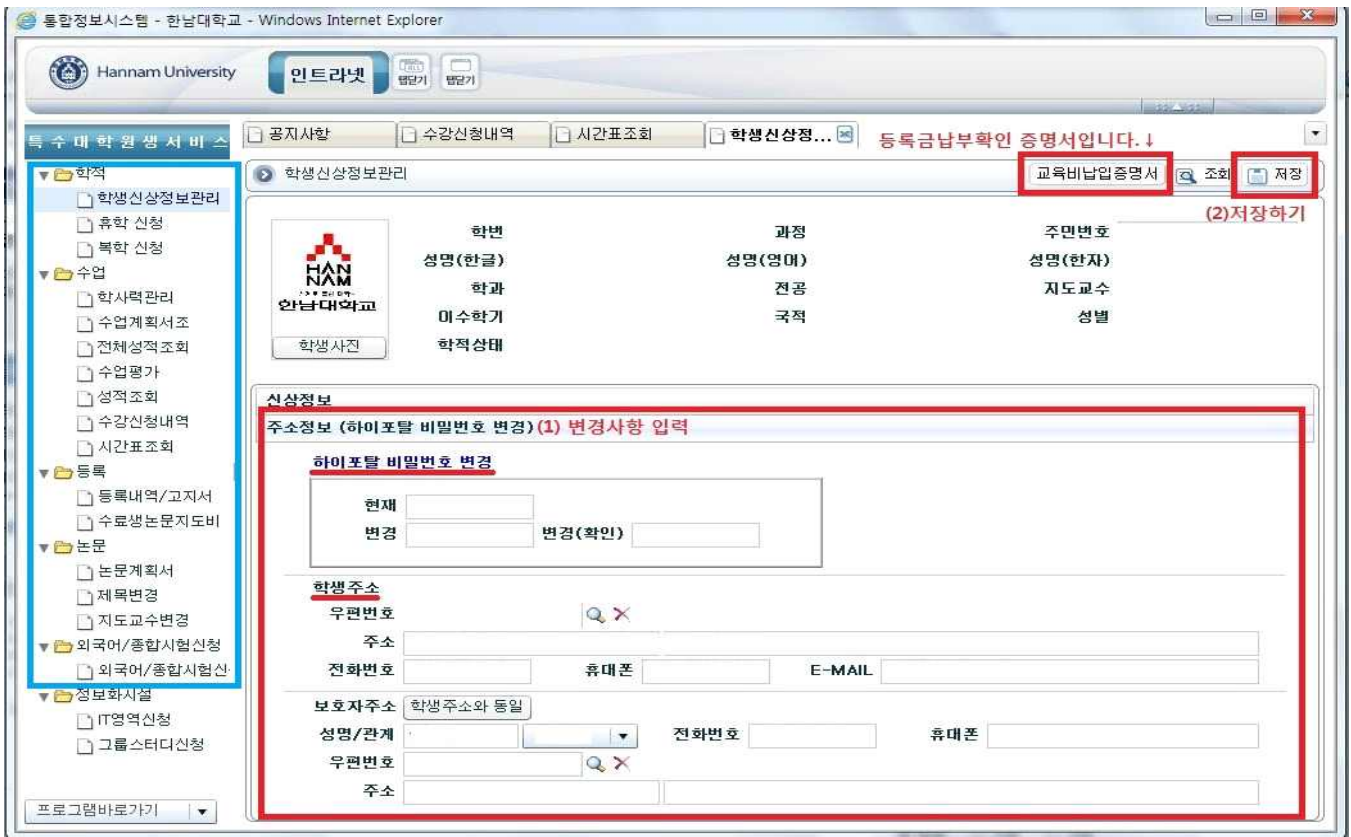 통합정보시스템 - 한남대학교 - Windows Internet Explorer
Hannam University
인트라넷
탭닫기
탭닫기
특수대학원생서비스
공지사항
수강신청내역
시간표조회
학생신상정...
등록금납부확인 증명서입니다.↓
학적
학생신상정보관리
휴학 신청
복학 신청
수업
학사력관리
수업계획서조
전체성적조회
수업평가
성적조회
수강신청내역
시간표조회
등록
등록내역/고지서
수료생논문지도비
논문
논문계획서
제목변경
지도교수변경
외국어/종합시험신청
외국어/종합시험신
정보화시설
IT영역신청
그룹스터디신청
프로그램바로가기
학생신상정보관리
교육비납입증명서
조회
저장
(2)저장하기
HAN
NAM
한남대학교
학생사진
학번 과정 주민번호
성명(한글) 성명(영어) 성명(한자)
학과 전공 지도교수
이수학기 국적 성별
학적상태
신상정보
주소정보 (하이포탈 비밀번호 변경) (1) 변경사항 입력
하이포탈 비밀번호 변경
현재
변경 변경(확인)
학생주소
우편번호
주소
전화번호 휴대폰 E-MAIL
보호자주소 학생주소와 동일
성명/관계 전화번호 휴대폰
우편번호
주소